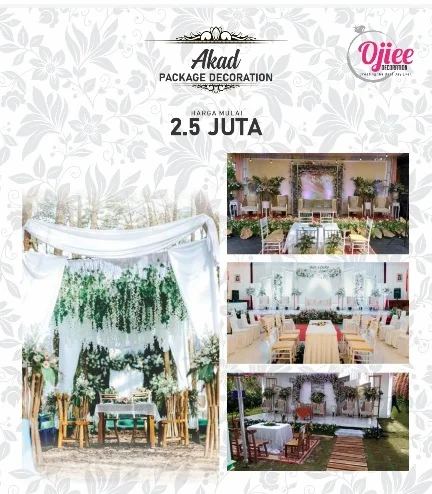 Akad
PACKAGE DECORATION
Ojiee
DECORATION
HARGA MULAI
2.5 JUTA